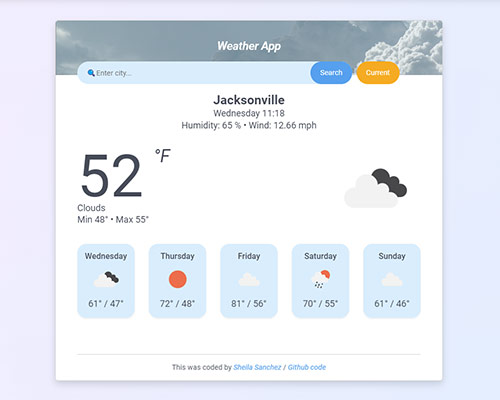 Weather App
Enter city...
Search
Current
Jacksonville
Wednesday 11:18
Humidity: 65 % • Wind: 12.66 mph
52 °F
Clouds
Min 48° • Max 55°
Wednesday Thursday Friday Saturday Sunday
61° / 47° 72° / 48° 81° / 56° 70° / 55° 61° / 46°
This was coded by Sheila Sanchez / Github code